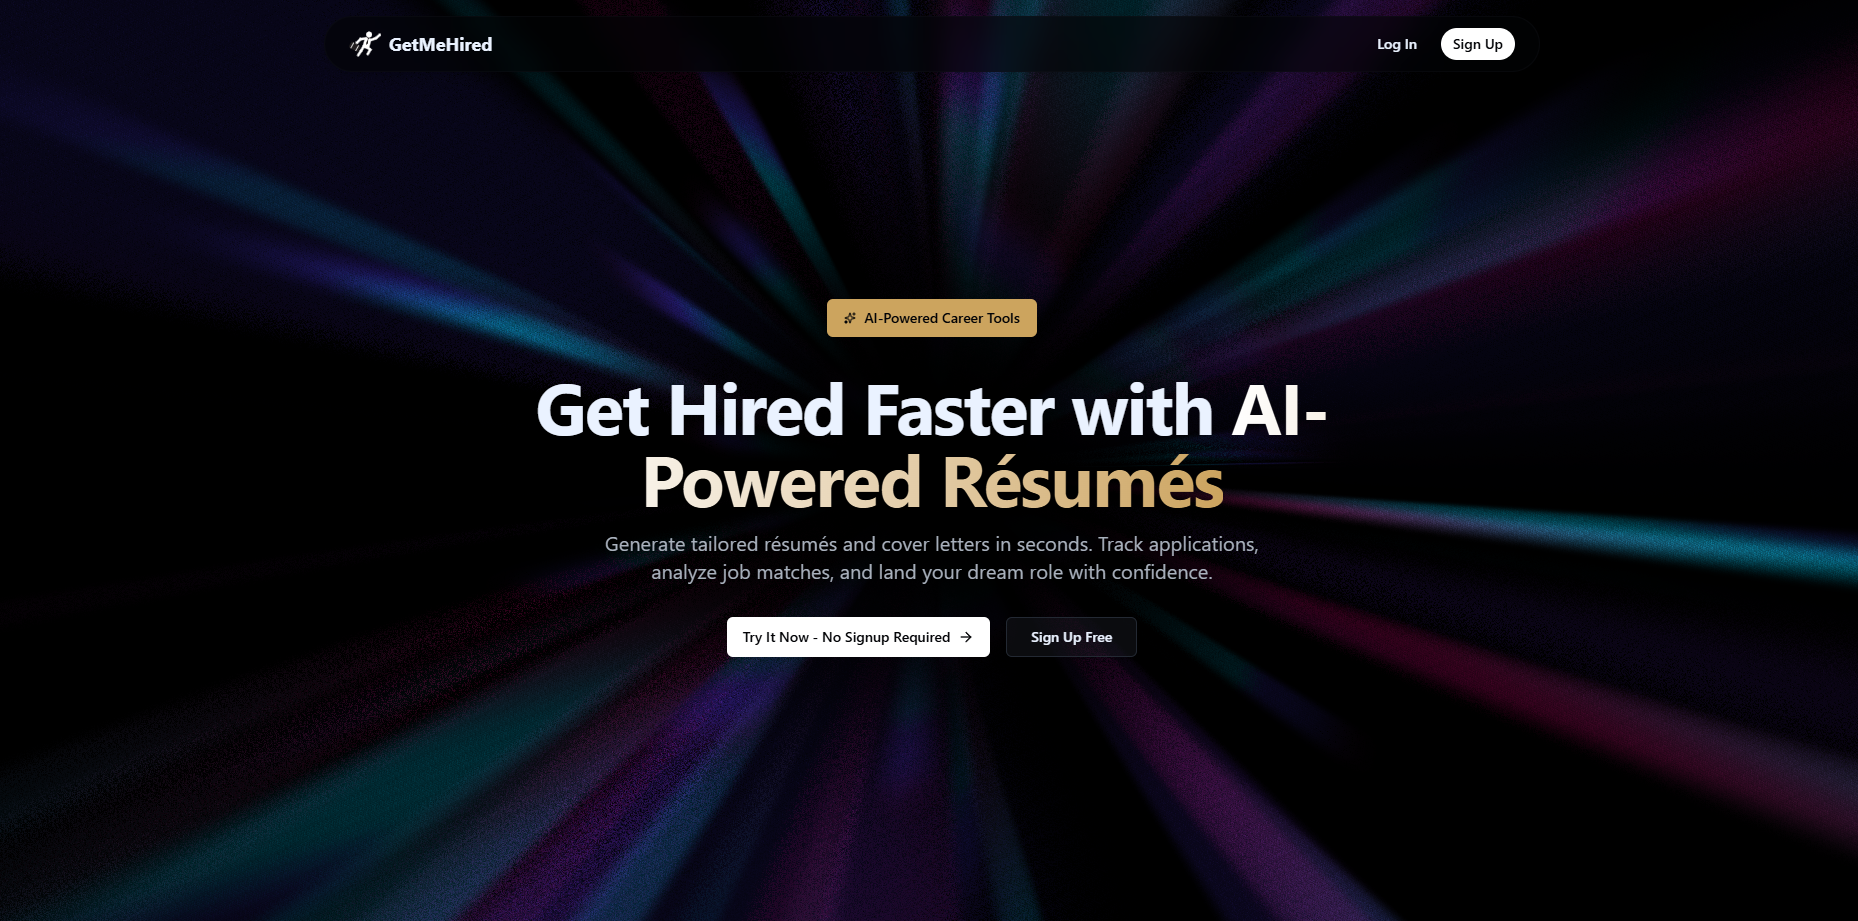 GetMeHired
Log In
Sign Up
AI-Powered Career Tools
Get Hired Faster with AI-
Powered Résumés
Generate tailored résumés and cover letters in seconds. Track applications,
analyze job matches, and land your dream role with confidence.
Try It Now - No Signup Required
Sign Up Free